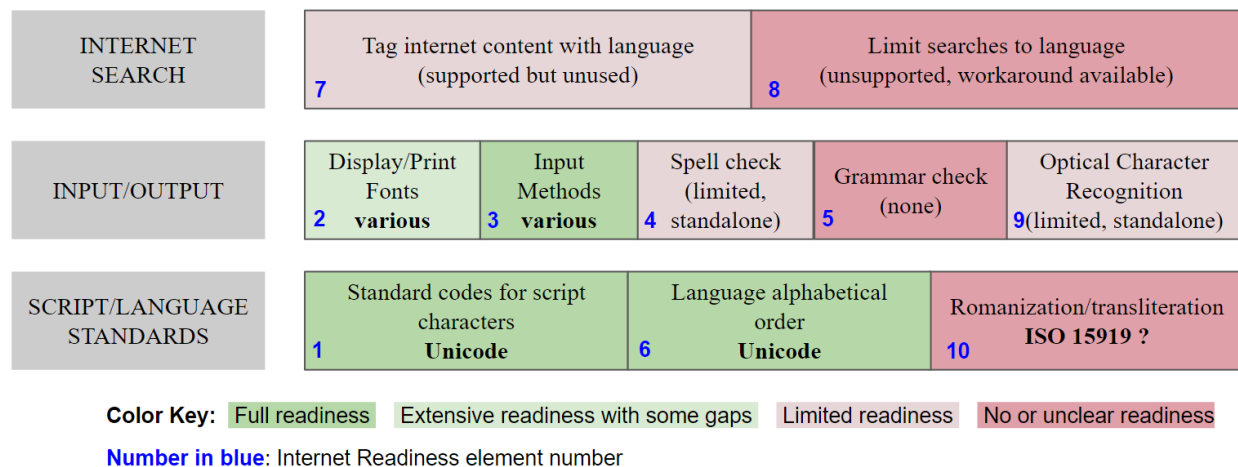 INTERNET
SEARCH
Tag internet content with language
(supported but unused)
7
Limit searches to language
(unsupported, workaround available)
8
INPUT/OUTPUT
Display/Print
Fonts
2 various
Input
Methods
3 various
Spell check
(limited,
4 standalone)
Grammar check
5 (none)
Optical Character
Recognition
9 (limited, standalone)
SCRIPT/LANGUAGE
STANDARDS
Standard codes for script
characters
1 Unicode
Language alphabetical
order
6 Unicode
Romanization/transliteration
ISO 15919 ?
10
Color Key: Full readiness Extensive readiness with some gaps Limited readiness No or unclear readiness
Number in blue: Internet Readiness element number